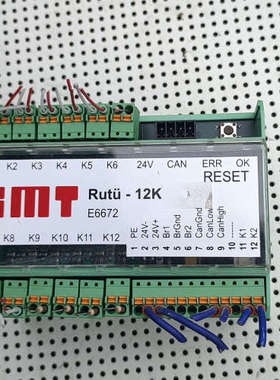 K2 K3 K4 K5 K6 24V CAN ERR OK
RESET
GMT
Rutü - 12K
E6672
K8 K9 K10 K11 K12
1 PE
2 24V-
3 24V+
4 Br1
5 BrGnd
6 Br2
7 CanGnd
8 CanLow
9 CanHigh
10 ------
11 K1
12 K2